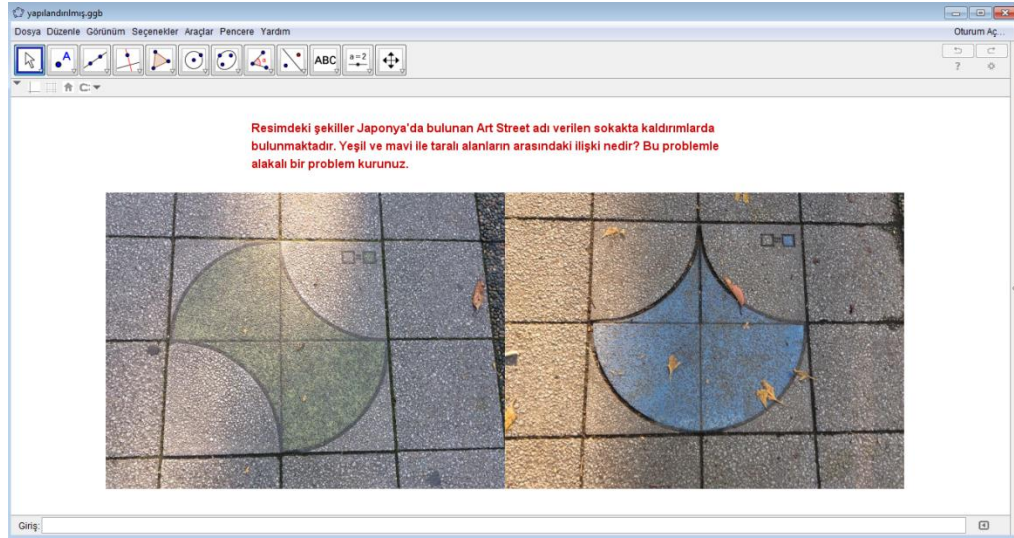 yapılandırılmış.ggb
Dosya Düzenle Görünüm Seçenekler Araçlar Pencere Yardım
Oturum Aç...
A
ABC
a=2
Resimdeki şekiller Japonya'da bulunan Art Street adı verilen sokakta kaldırımlarda
bulunmaktadır. Yeşil ve mavi ile taralı alanların arasındaki ilişki nedir? Bu problemle
alakalı bir problem kurunuz.
Giriş: